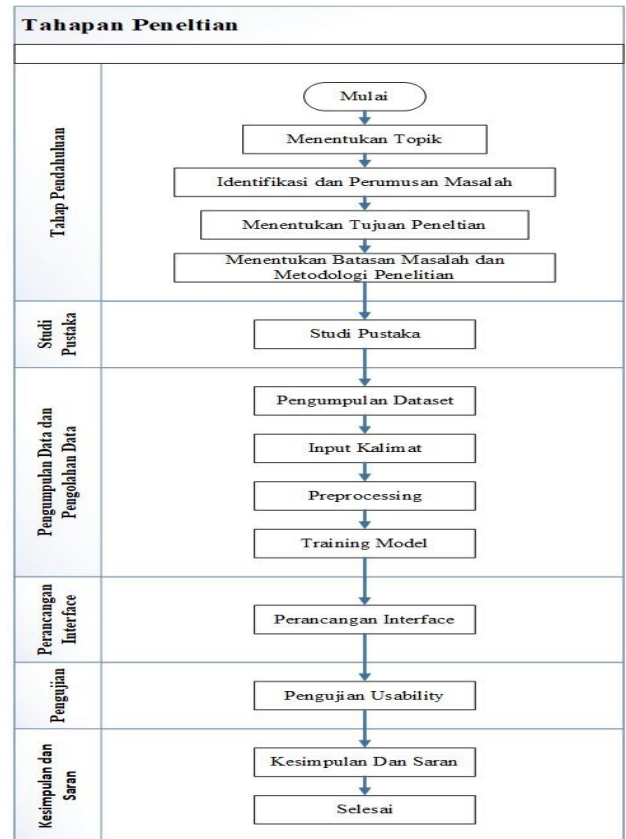 Tahapan Peneltian
Tahap Pendahuluan
Mulai
Menentukan Topik
Identifikasi dan Perumusan Masalah
Menentukan Tujuan Peneltian
Menentukan Batasan Masalah dan
Metodologi Penelitian
Studi
Pustaka
Studi Pustaka
Pengumpulan Data dan
Pengolahan Data
Pengumpulan Dataset
Input Kalimat
Preprocessing
Training Model
Perancangan
Interface
Perancangan Interface
Pengujian
Pengujian Usability
Kesimpulan dan
Saran
Kesimpulan Dan Saran
Selesai